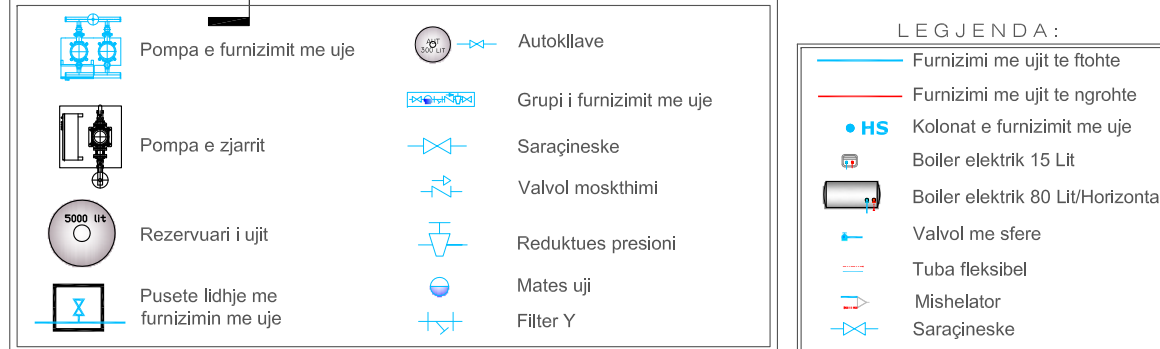 Pompa e furnizimit me uje
Pompa e zjarrit
5000 lit
Rezervuari i ujit
Pusete lidhje me
furnizimin me uje
AUT
300 LIT
Autokllave
Grupi i furnizimit me uje
Saraçineske
Valvol moskthimi
Reduktues presioni
Mates uji
Filter Y
LEGJENDA:
Furnizimi me ujit te ftohte
Furnizimi me ujit te ngrohte
HS
Kolonat e furnizimit me uje
Boiler elektrik 15 Lit
Boiler elektrik 80 Lit/Horizonta
Valvol me sfere
Tuba fleksibel
Mishelator
Saraçineske